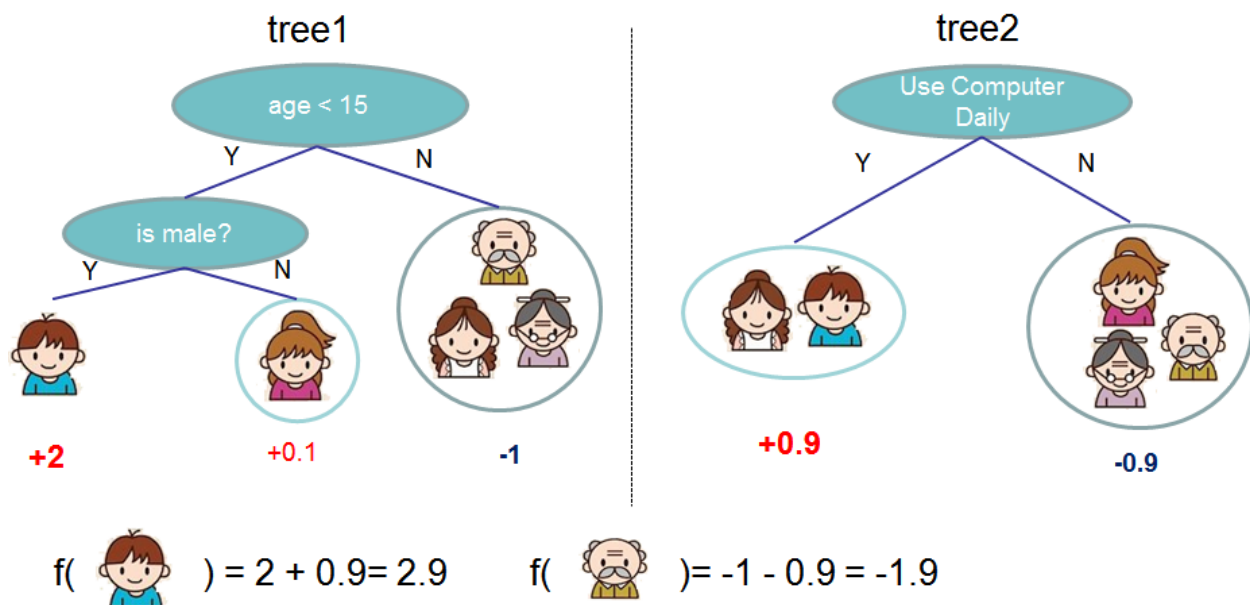 tree1
tree2
age < 15
Use Computer
Daily
Y
N
Y
N
is male?
Y
N
+2
+0.1
-1
+0.9
-0.9
f( ) = 2 + 0.9= 2.9
f( )= -1 - 0.9 = -1.9